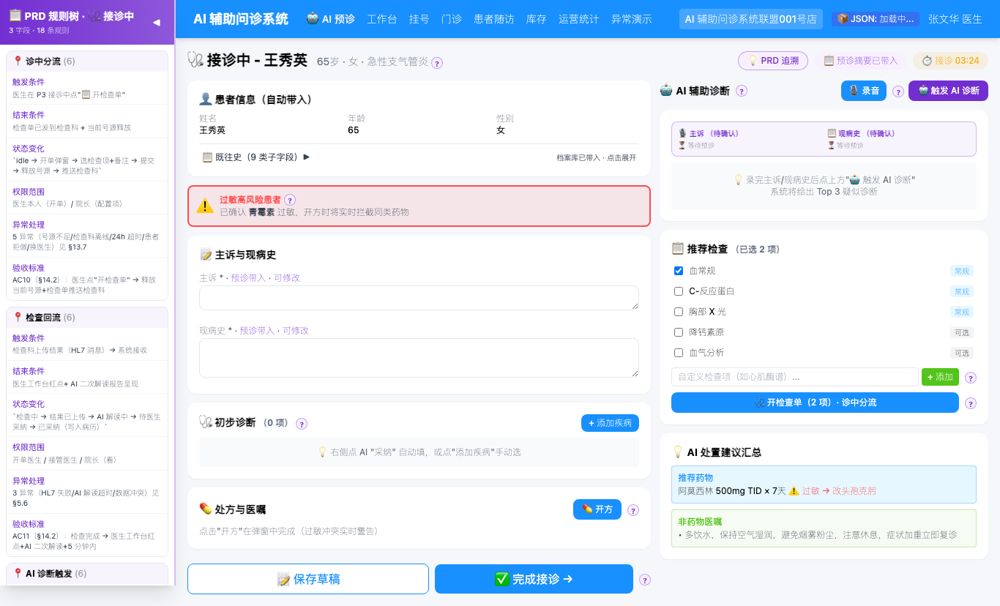 📋 PRD 规则树 · 🩺 接诊中
3 字段 · 18 条规则
◀
📍 诊中分流 (6)
触发条件
医生在 P3 接诊中点"📋 开检查单"
结束条件
检查单已发到检查科 + 当前号源释放
状态变化
`idle → 开单弹窗 → 选检查项+备注 → 提交
→ 释放号源 → 推送检查科`
权限范围
医生本人（开单）/ 院长（配置项）
异常处理
5 异常（号源不足/检查科离线/24h 超时/患者
拒做/换医生）见 §13.7
验收标准
AC10（§14.2）：医生点"开检查单" → 释放
当前号源+检查单推送检查科
📍 检查回流 (6)
触发条件
检查科上传结果（HL7 消息）→ 系统接收
结束条件
医生工作台红点+ AI 二次解读报告呈现
状态变化
`检查中 → 结果已上传 → AI 解读中 → 待医生
采纳 → 已采纳（写入病历）`
权限范围
开单医生 / 接管医生 / 院长（看）
异常处理
3 异常（HL7 失败/AI 解读超时/数据冲突）见
§5.6
验收标准
AC11（§14.2）：检查完成 → 医生工作台红
点+AI 二次解读+5 分钟内
📍 AI 诊断触发 (6)
AI 辅助问诊系统
🤖 AI 预诊 工作台 挂号 门诊 患者随访 库存 运营统计 异常演示
AI 辅助问诊系统联盟001号店
📦 JSON: 加载中...
张文华 医生
🩺 接诊中 - 王秀英 65岁 · 女 · 急性支气管炎 ?
💡 PRD 追溯
📋 预诊摘要已带入
⏱ 接诊 03:24
👤 患者信息（自动带入）
姓名 年龄 性别
王秀英 65 女
📋 既往史（9 类子字段）▶
档案库已带入 · 点击展开
⚠️ 过敏高风险患者 ?
已确认 青霉素 过敏，开方时将实时拦截同类药物
📝 主诉与现病史
主诉 * · 预诊带入 · 可修改
现病史 * · 预诊带入 · 可修改
🩺 初步诊断 （0 项） ?
+ 添加疾病
💡 右侧点 AI "采纳" 自动填，或点"添加疾病"手动选
💊 处方与医嘱
💊 开方 ?
点击"开方"在弹窗中完成（过敏冲突实时警告）
📝 保存草稿
✅ 完成接诊 → ?
🤖 AI 辅助诊断 ?
🎙 录音 ?
🤖 触发 AI 诊断
🎙 主诉 （待确认）
⏳ 等待预诊
📋 现病史 （待确认）
⏳ 等待预诊
💡 录完主诉/现病史后点上方"🤖 触发 AI 诊断"
系统将给出 Top 3 疑似诊断
📋 推荐检查 （已选 2 项）
血常规 常规
C-反应蛋白 常规
胸部 X 光 常规
降钙素原 可选
血气分析 可选
自定义检查项（如心肌酶谱）...
+ 添加 ?
🩺 开检查单（2 项）· 诊中分流 ?
💡 AI 处置建议汇总
推荐药物
阿莫西林 500mg TID × 7天 ⚠️ 过敏 → 改头孢克肟
非药物医嘱
• 多饮水，保持空气湿润，避免烟雾粉尘，注意休息，症状加重立即复诊